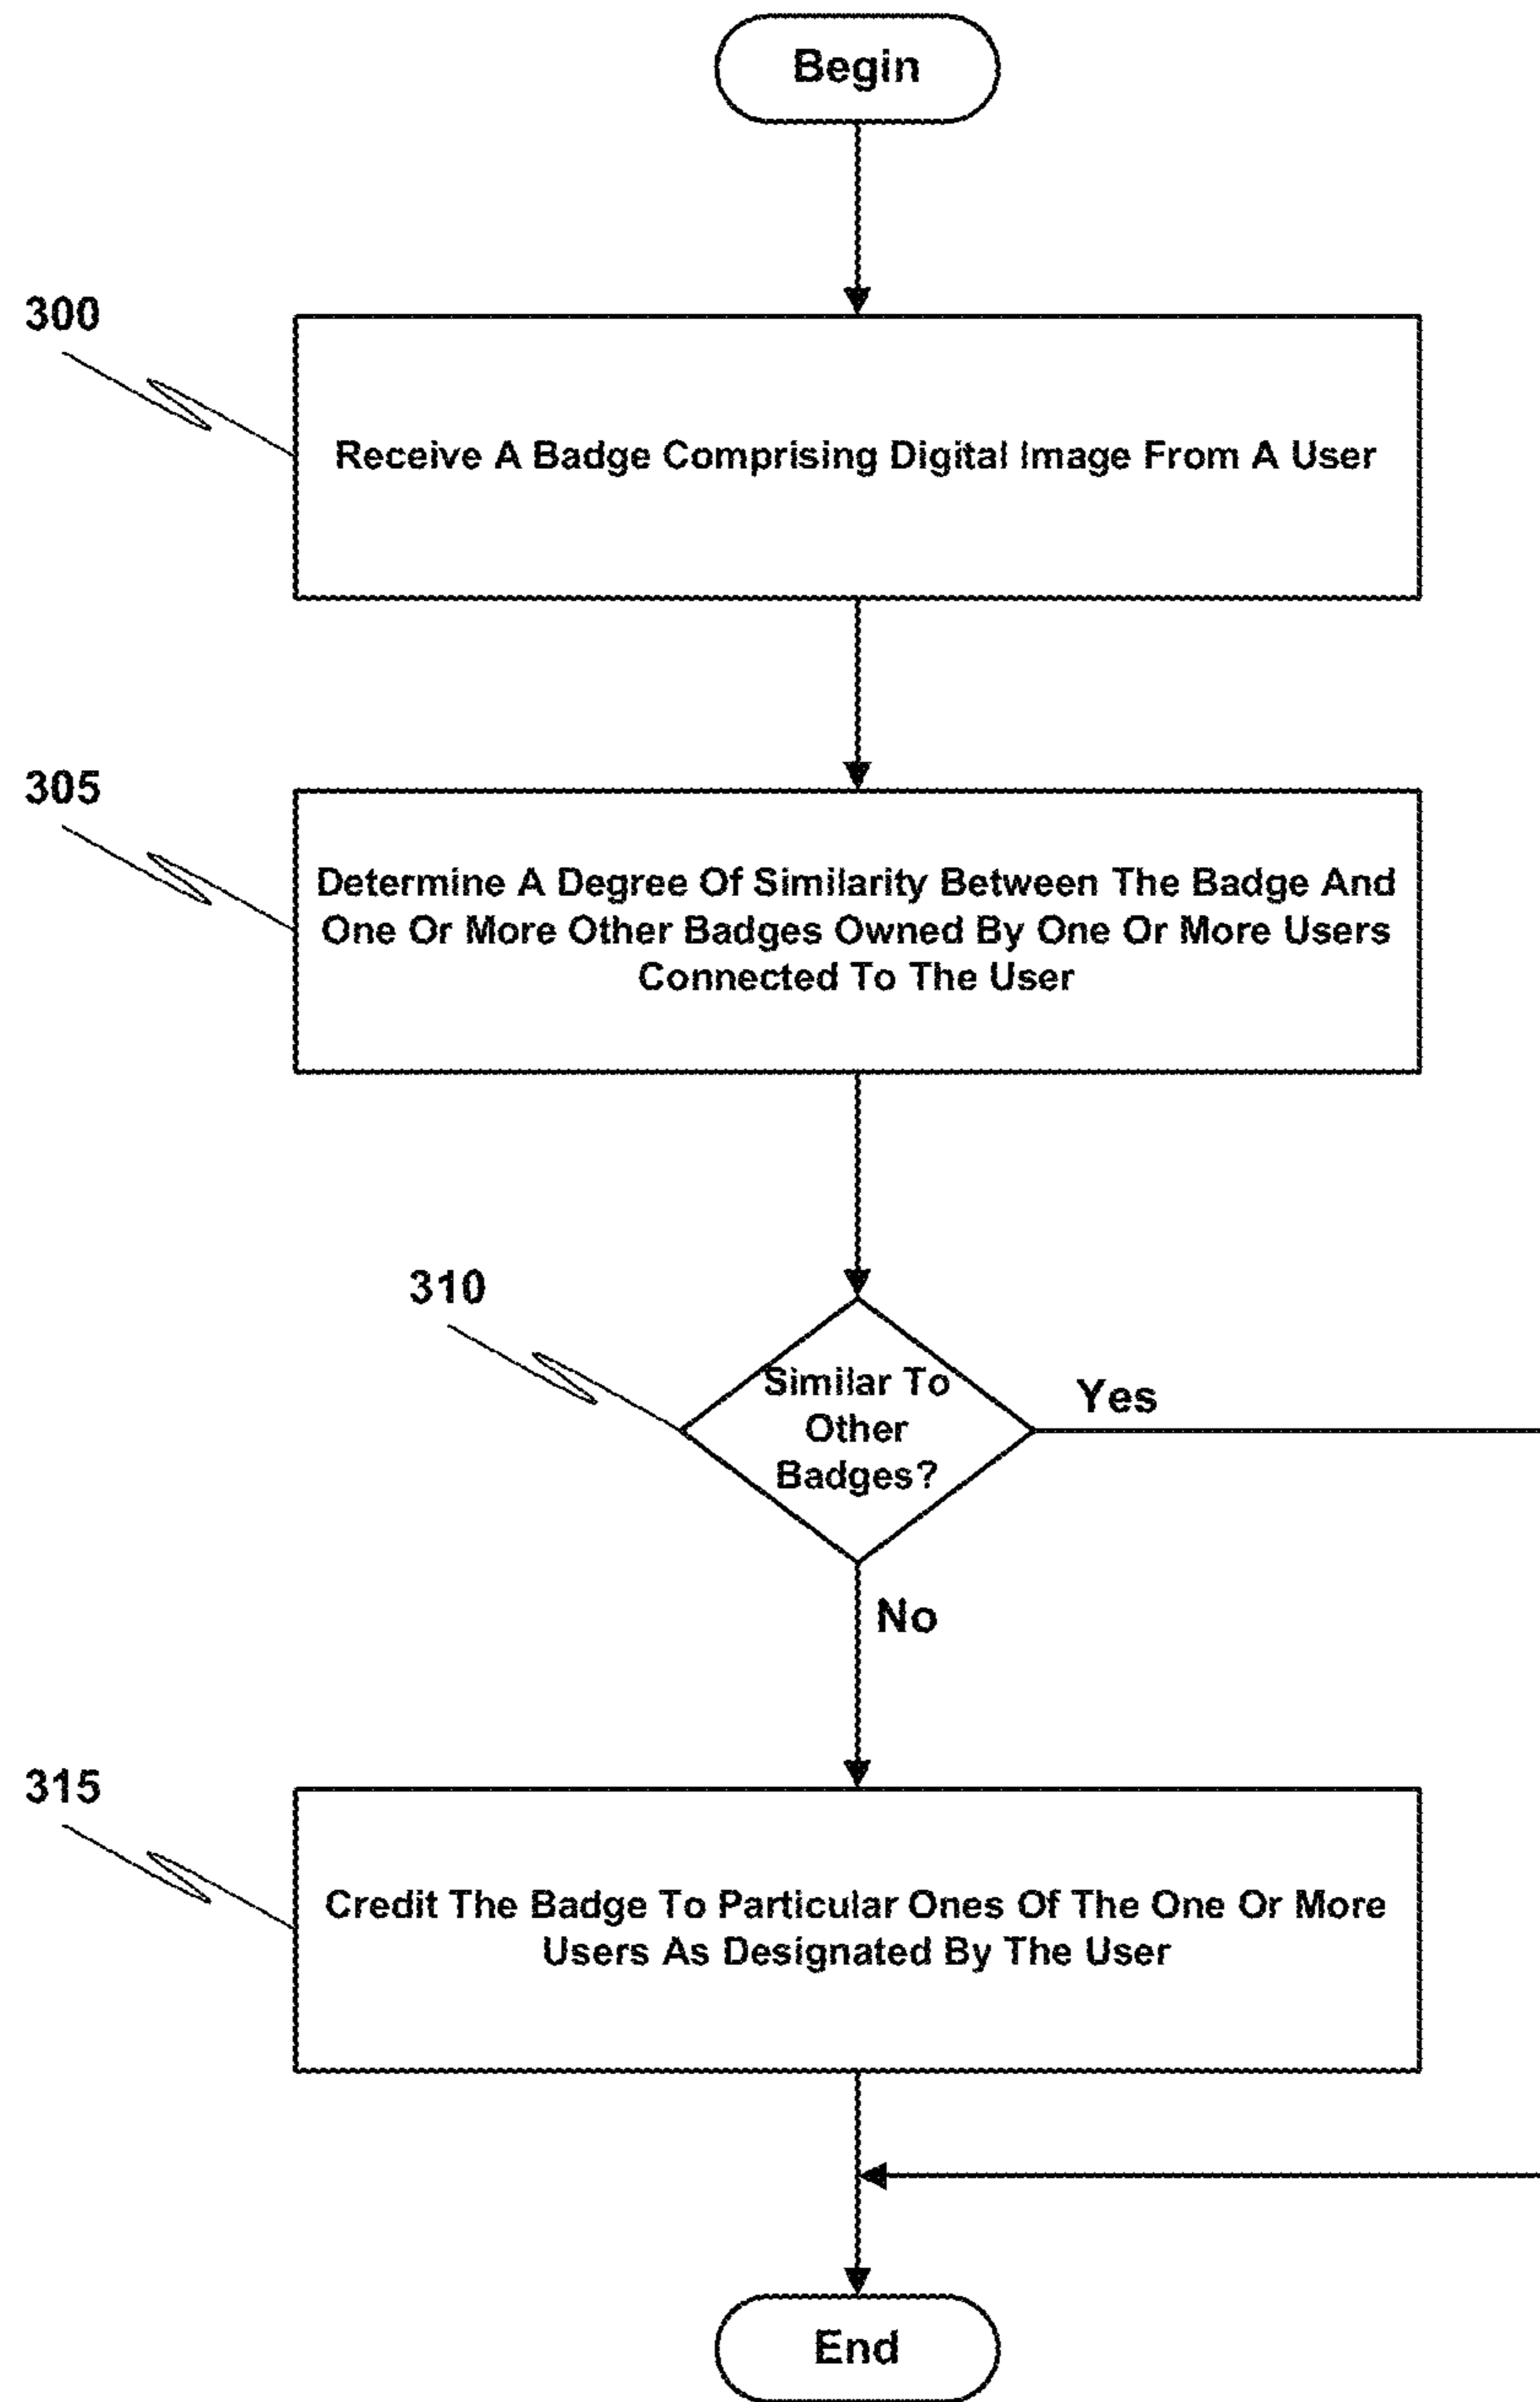 Begin
300
Receive A Badge Comprising Digital Image From A User
305
Determine A Degree Of Similarity Between The Badge And
One Or More Other Badges Owned By One Or More Users
Connected To The User
310
Similar To
Other
Badges?
Yes
No
315
Credit The Badge To Particular Ones Of The One Or More
Users As Designated By The User
End